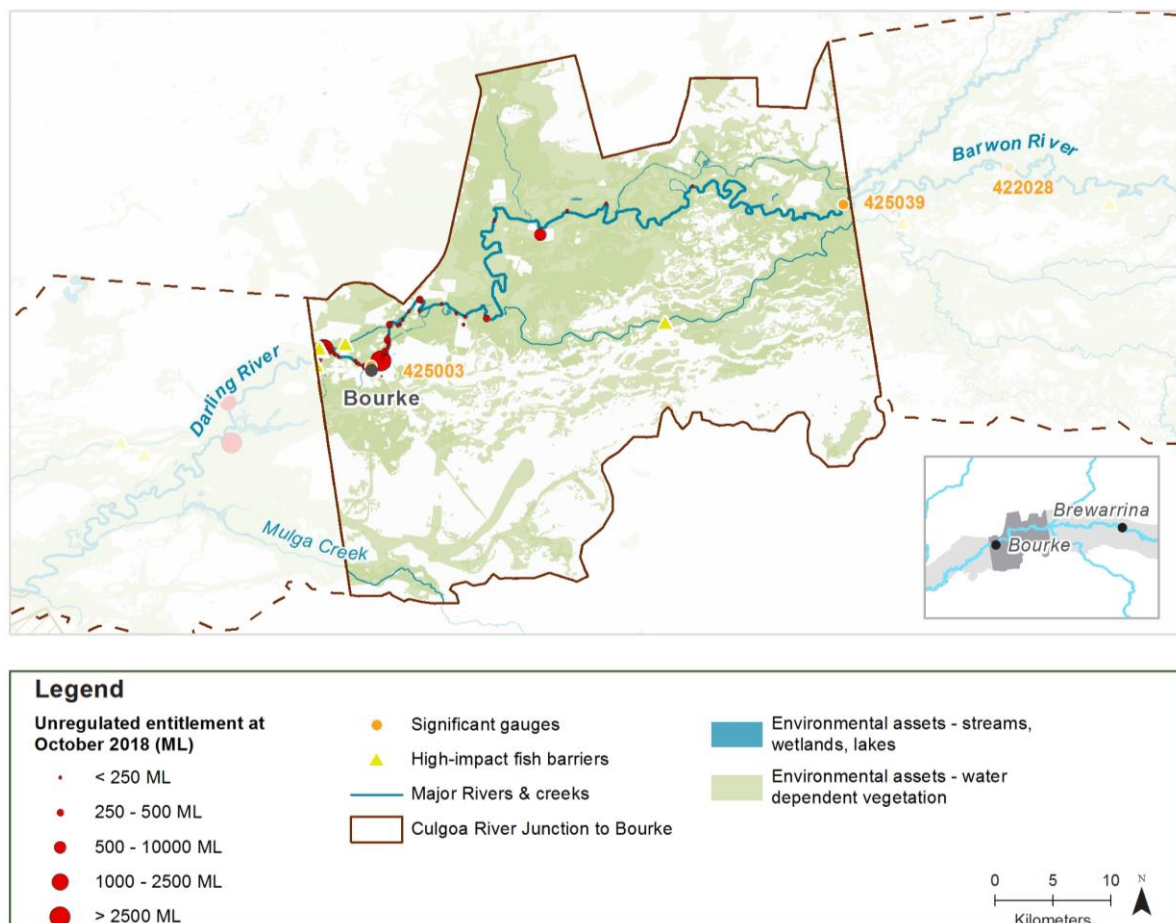 Barwon River
422028
425039
425003
Bourke
Darling River
Mulga Creek
Brewarrina
Bourke
Legend
Unregulated entitlement at
October 2018 (ML)
< 250 ML
250 - 500 ML
500 - 10000 ML
1000 - 2500 ML
> 2500 ML
Significant gauges
High-impact fish barriers
Major Rivers & creeks
Culgoa River Junction to Bourke
Environmental assets - streams,
wetlands, lakes
Environmental assets - water
dependent vegetation
0 5 10
Kilometers
N